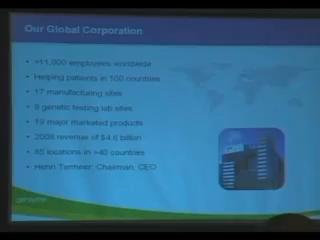 Our Global Corporation
• >11,000 employees worldwide
• Helping patients in 100 countries
• 17 manufacturing sites
• 9 genetic testing lab sites
• 19 major marketed products
• 2008 revenue of $4.6 billion
• 85 locations in >40 countries
• Henri Termeer: Chairman, CEO
genzyme